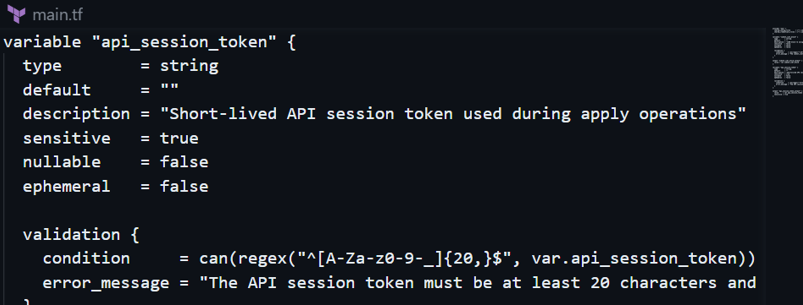 main.tf
variable "api_session_token" {
  type        = string
  default     = ""
  description = "Short-lived API session token used during apply operations"
  sensitive   = true
  nullable    = false
  ephemeral   = false
  validation {
    condition     = can(regex("^[A-Za-z0-9-_]{20,}$", var.api_session_token))
    error_message = "The API session token must be at least 20 characters and